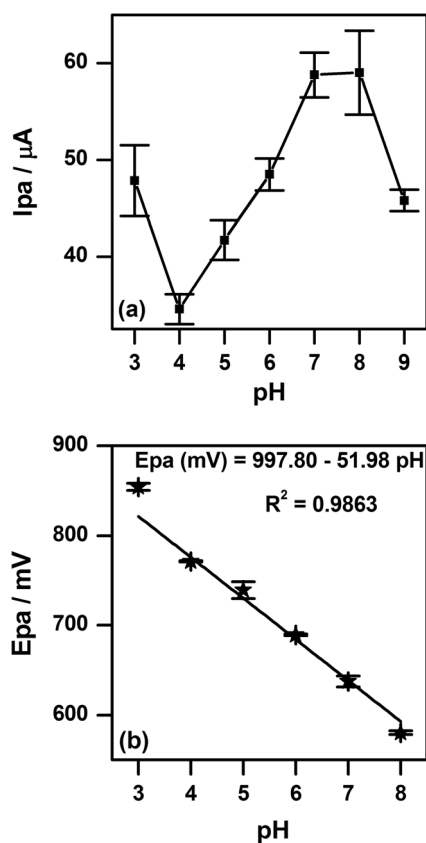 60
40
Ipa / µA
(a)
3 4 5 6 7 8 9
pH
900
800
700
600
Epa / mV
Epa (mV) = 997.80 - 51.98 pH
R² = 0.9863
(b)
3 4 5 6 7 8
pH